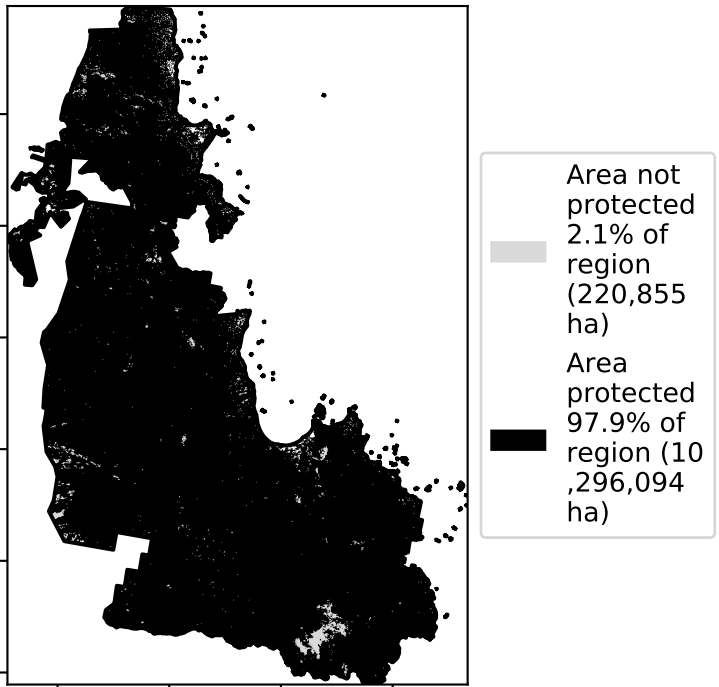 Area not
protected
2.1% of
region
(220,855
ha)
Area
protected
97.9% of
region (10
,296,094
ha)